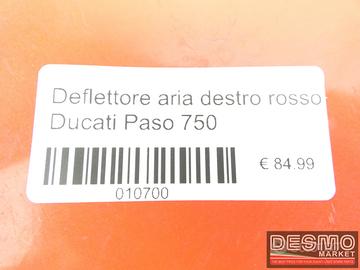 Deflettore aria destro rosso
Ducati Paso 750
€ 84.99
010700
DESMO
MARKET